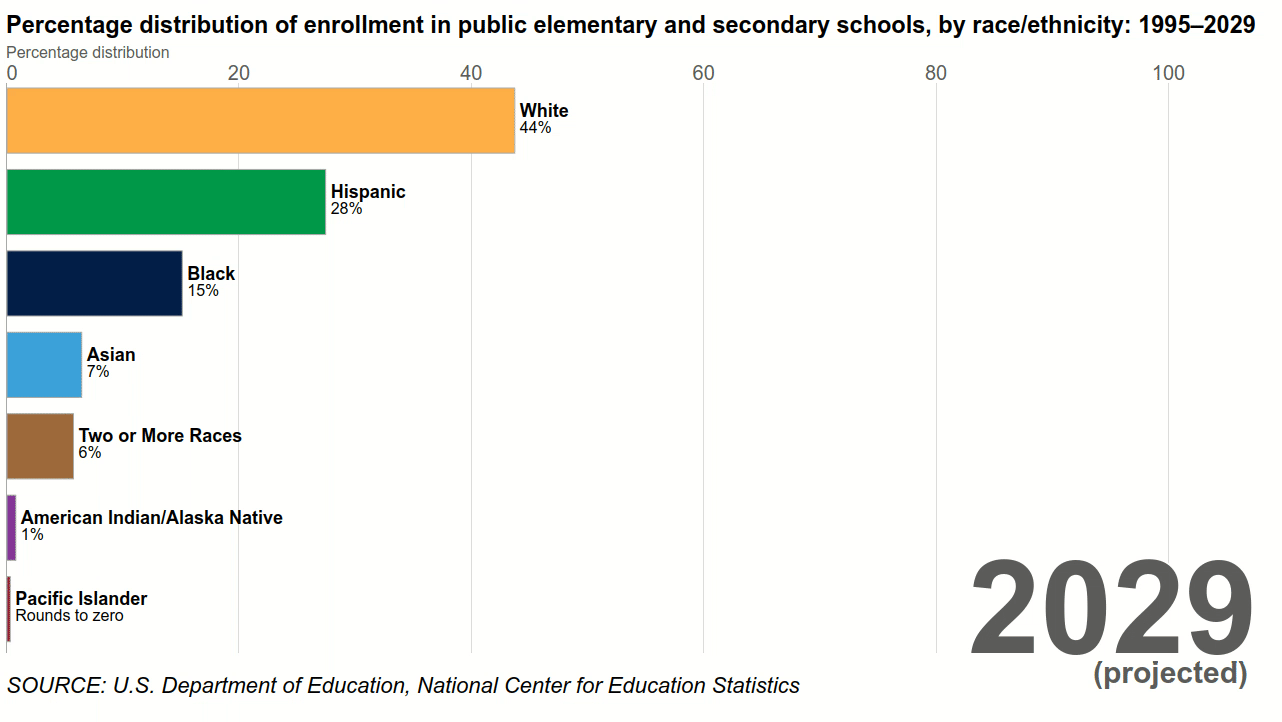 Percentage distribution of enrollment in public elementary and secondary schools, by race/ethnicity: 1995–2029
Percentage distribution
0 20 40 60 80 100
White
44%
Hispanic
28%
Black
15%
Asian
7%
Two or More Races
6%
American Indian/Alaska Native
1%
Pacific Islander
Rounds to zero
2029
(projected)
SOURCE: U.S. Department of Education, National Center for Education Statistics